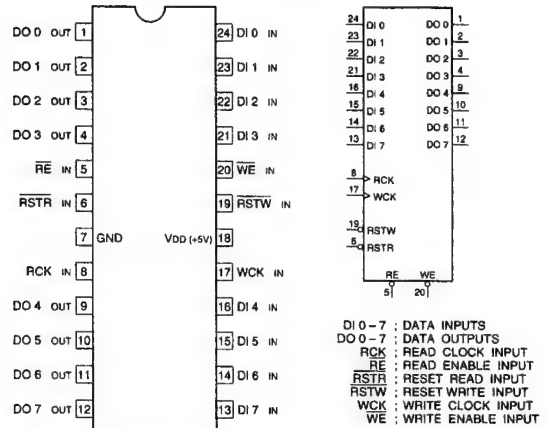 DO 0 OUT 1
24 DI 0 IN
DO 1 OUT 2
23 DI 1 IN
DO 2 OUT 3
22 DI 2 IN
DO 3 OUT 4
21 DI 3 IN
RE IN 5
20 WE IN
RSTR IN 6
19 RSTW IN
7 GND
VDD (+5V) 18
RCK IN 8
17 WCK IN
DO 4 OUT 9
16 DI 4 IN
DO 5 OUT 10
15 DI 5 IN
DO 6 OUT 11
14 DI 6 IN
DO 7 OUT 12
13 DI 7 IN
24 DI 0 DO 0 1
23 DI 1 DO 1 2
22 DI 2 DO 2 3
21 DI 3 DO 3 4
16 DI 4 DO 4 9
15 DI 5 DO 5 10
14 DI 6 DO 6 11
13 DI 7 DO 7 12
8 RCK
17 WCK
19 RSTW
RSTR
RE WE
5 20
DI 0 - 7 ; DATA INPUTS
DO 0 - 7 ; DATA OUTPUTS
RCK ; READ CLOCK INPUT
RE ; READ ENABLE INPUT
RSTR ; RESET READ INPUT
RSTW ; RESET WRITE INPUT
WCK ; WRITE CLOCK INPUT
WE ; WRITE ENABLE INPUT